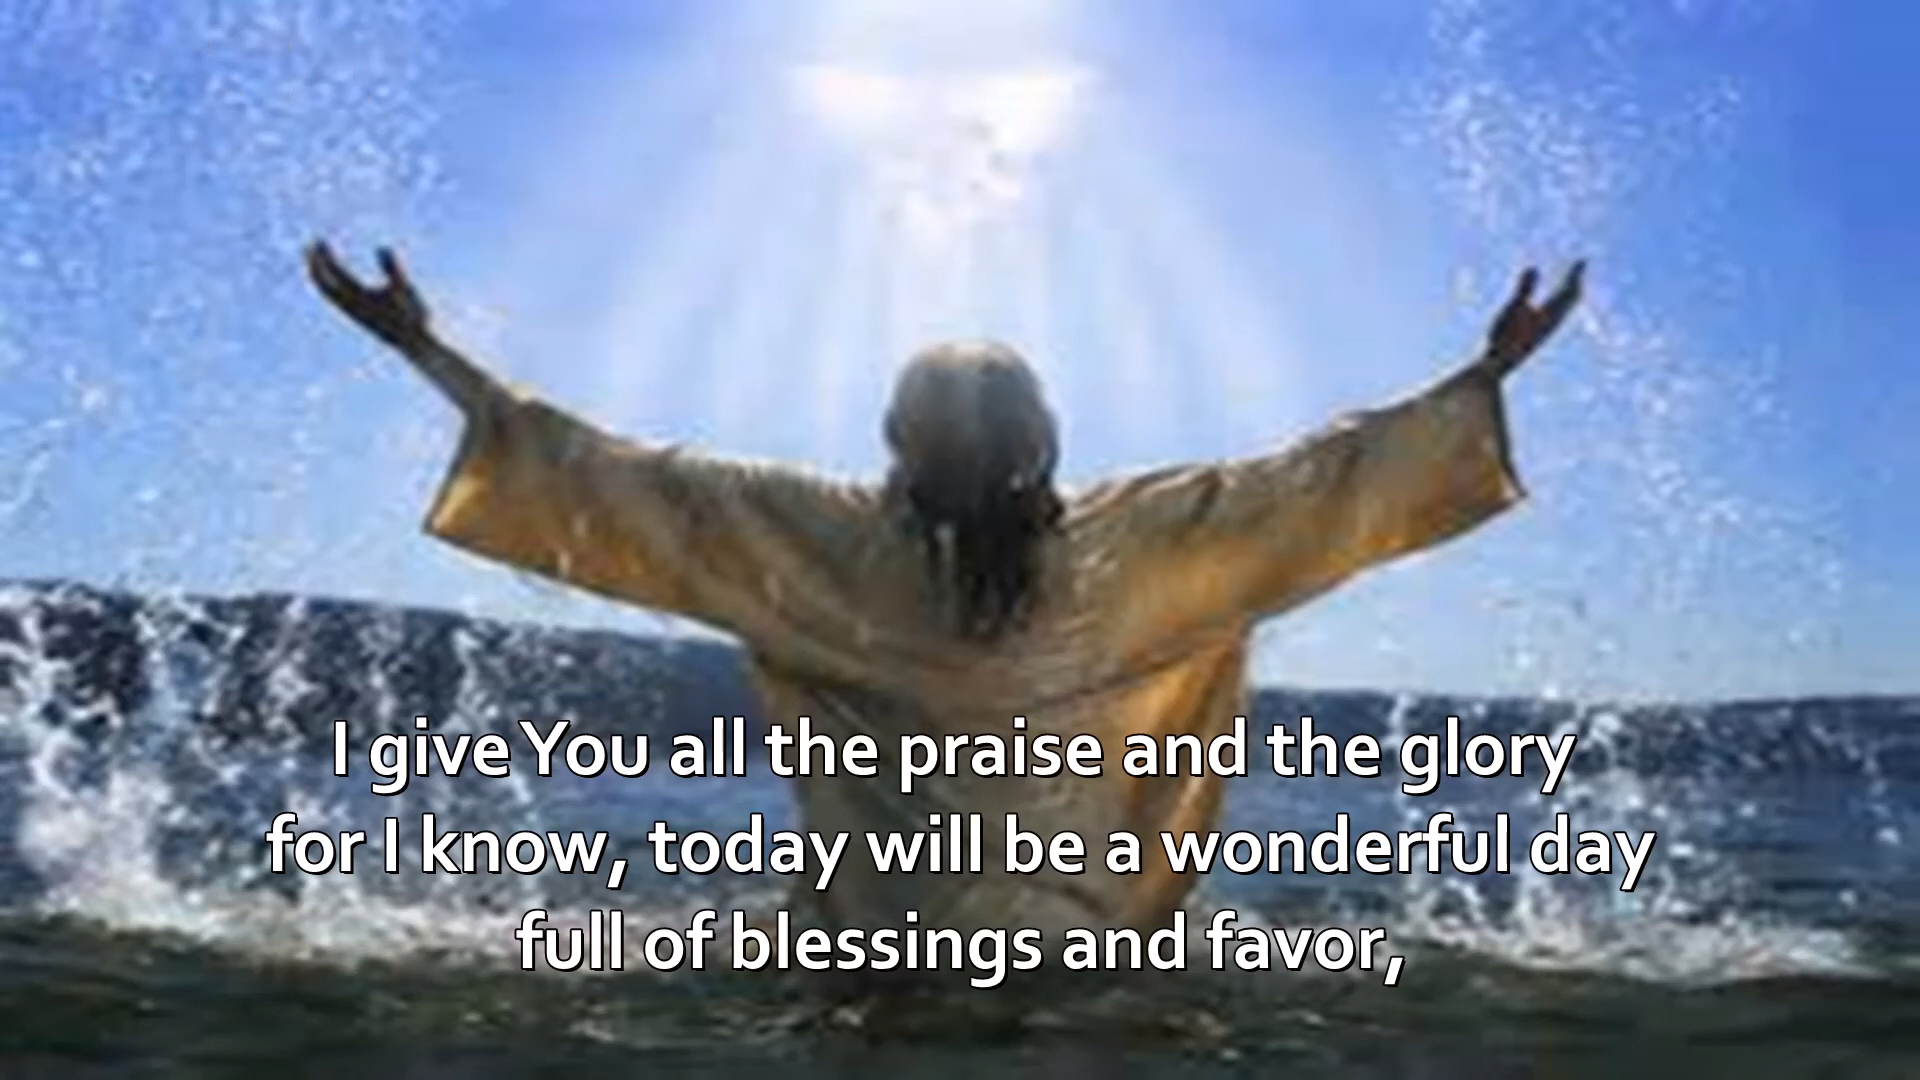 I give You all the praise and the glory
for I know, today will be a wonderful day
full of blessings and favor,